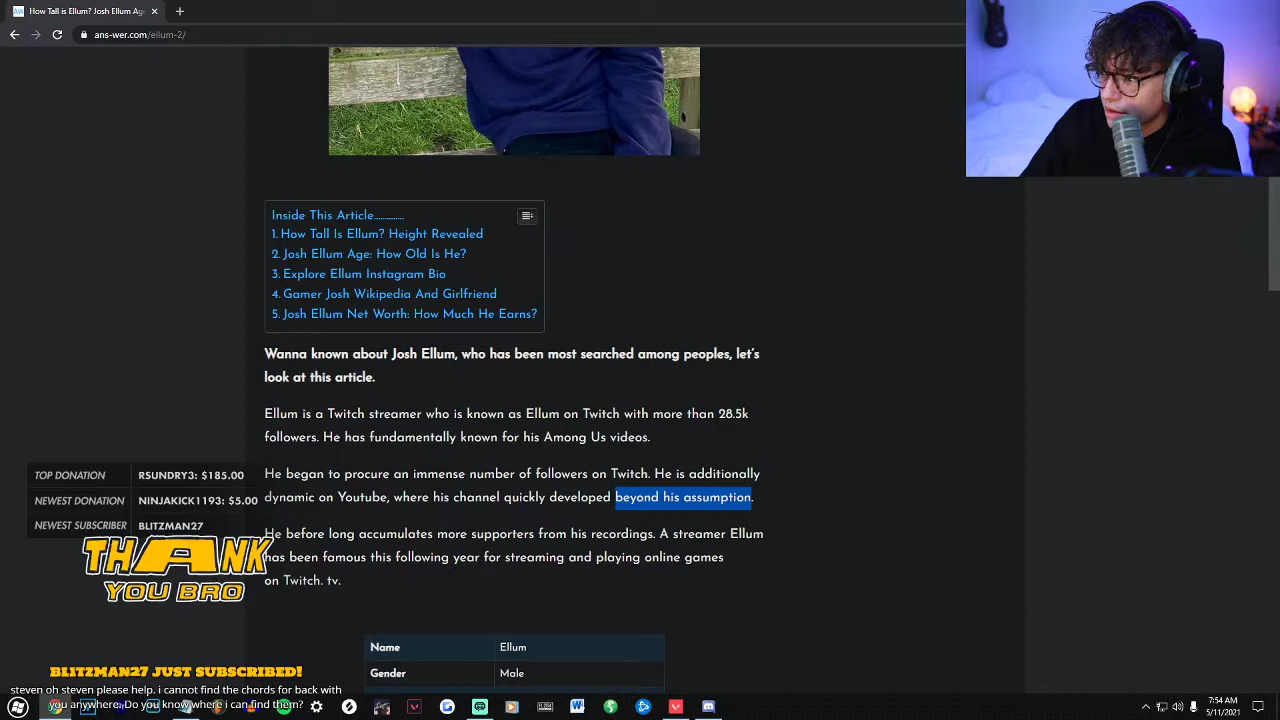 How Tall is Ellum? Josh Ellum Age
ans-wer.com/ellum-2/
Inside This Article..............
1. How Tall Is Ellum? Height Revealed
2. Josh Ellum Age: How Old Is He?
3. Explore Ellum Instagram Bio
4. Gamer Josh Wikipedia And Girlfriend
5. Josh Ellum Net Worth: How Much He Earns?
Wanna known about Josh Ellum, who has been most searched among peoples, let's
look at this article.
Ellum is a Twitch streamer who is known as Ellum on Twitch with more than 28.5k
followers. He has fundamentally known for his Among Us videos.
He began to procure an immense number of followers on Twitch. He is additionally
dynamic on Youtube, where his channel quickly developed beyond his assumption.
He before long accumulates more supporters from his recordings. A streamer Ellum
has been famous this following year for streaming and playing online games
on Twitch. tv.
Name Ellum
Gender Male
TOP DONATION RSUNDRY3: $185.00
NEWEST DONATION NINJAKICK1193: $5.00
NEWEST SUBSCRIBER BLITZMAN27
THANK
YOU BRO
BLITZMAN27 JUST SUBSCRIBED!
steven oh steven please help. i cannot find the chords for back with
you anywhere. Do you know where i can find them?
7:54 AM
5/11/2021